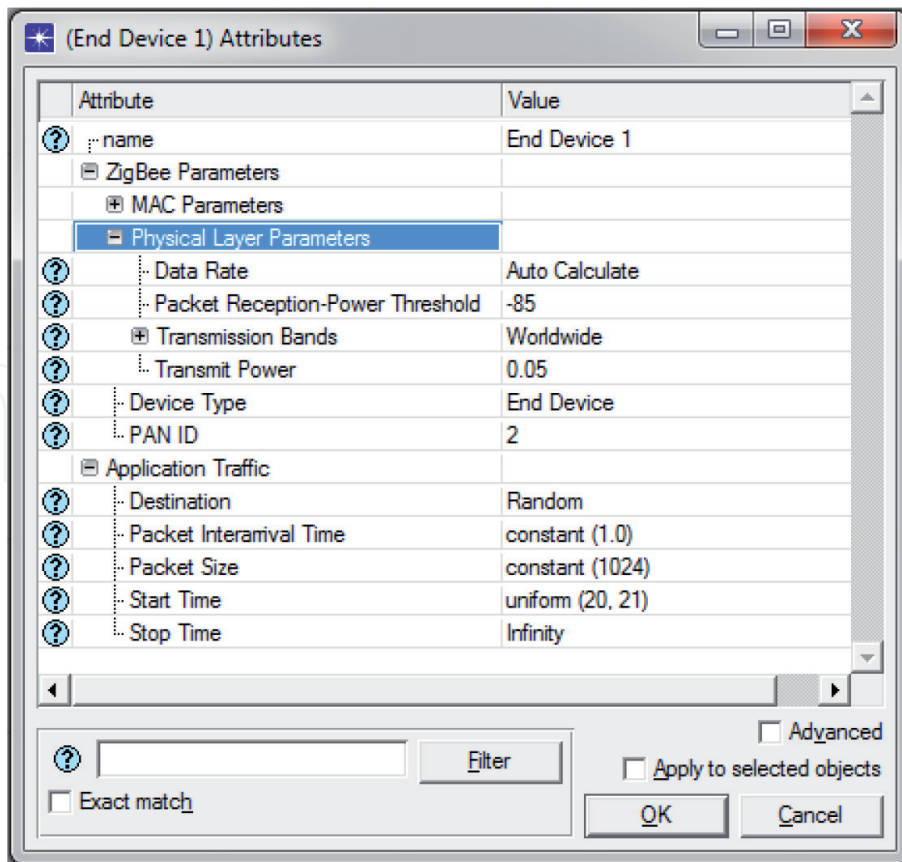 (End Device 1) Attributes
Attribute Value
name End Device 1
ZigBee Parameters
MAC Parameters
Physical Layer Parameters
Data Rate Auto Calculate
Packet Reception-Power Threshold -85
Transmission Bands Worldwide
Transmit Power 0.05
Device Type End Device
PAN ID 2
Application Traffic
Destination Random
Packet Interarrival Time constant (1.0)
Packet Size constant (1024)
Start Time uniform (20, 21)
Stop Time Infinity
Advanced
Filter
Apply to selected objects
Exact match
OK Cancel